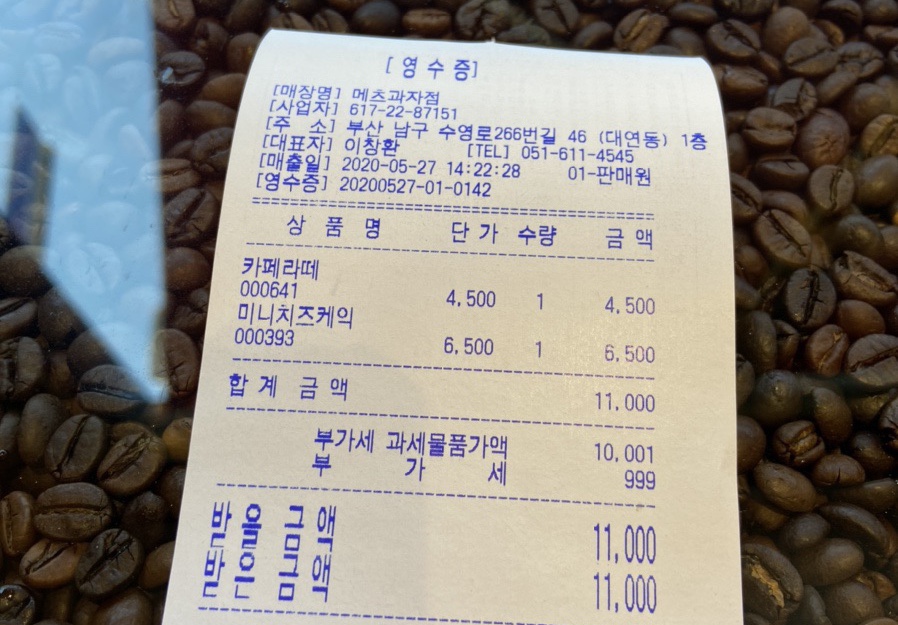 [ 영 수 증]
[매장명] 메츠과자점
[사업자] 617-22-87151
[주 소] 부산 남구 수영로266번길 46 (대연동) 1층
[대표자] 이창환 [TEL] 051-611-4545
[매출일] 2020-05-27 14:22:28 01-판매원
[영수증] 20200527-01-0142
상 품 명 단 가 수량 금 액
카페라떼
000641 4,500 1 4,500
미니치즈케익
000393 6,500 1 6,500
합 계 금 액 11,000
부가세 과세물품가액 10,001
부 가 세 999
받 을 금 액 11,000
받 은 금 액 11,000